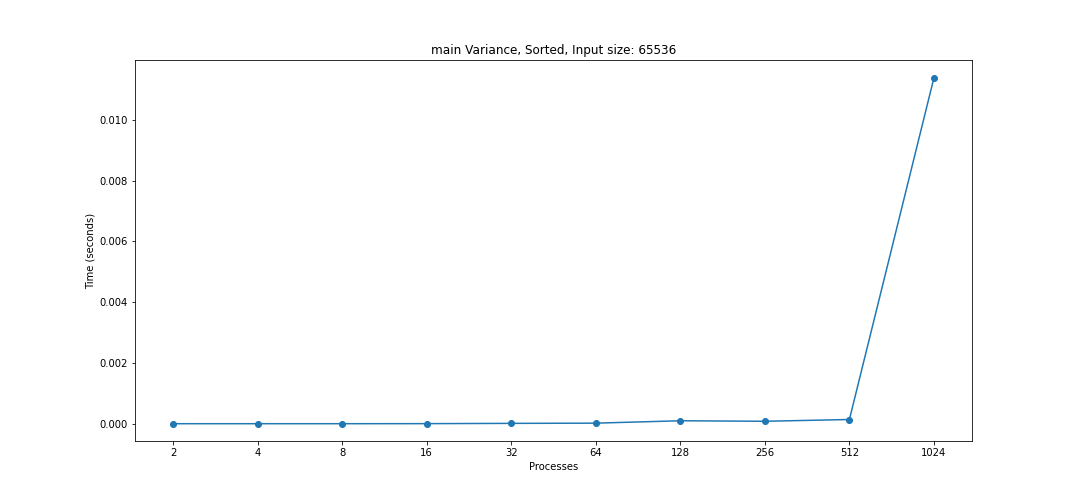 main Variance, Sorted, Input size: 65536
0.010
0.008
0.006
0.004
0.002
0.000
Time (seconds)
2 4 8 16 32 64 128 256 512 1024
Processes